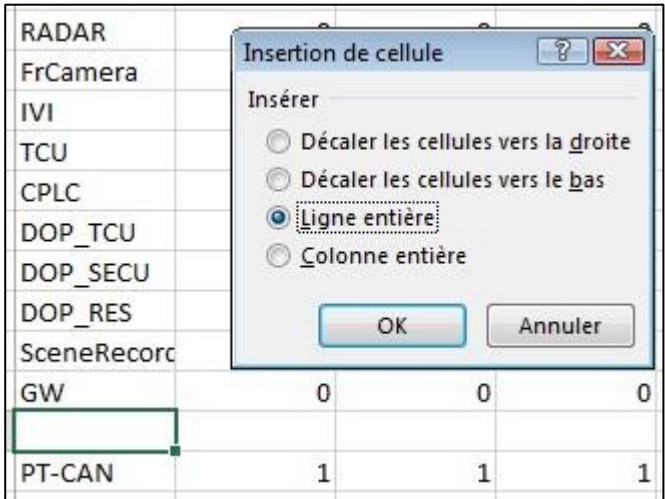 RADAR
FrCamera
IVI
TCU
CPLC
DOP_TCU
DOP_SECU
DOP_RES
SceneRecorc
GW 0 0 0
PT-CAN 1 1 1
Insertion de cellule
Insérer
Décaler les cellules vers la droite
Décaler les cellules vers le bas
Ligne entière
Colonne entière
OK Annuler